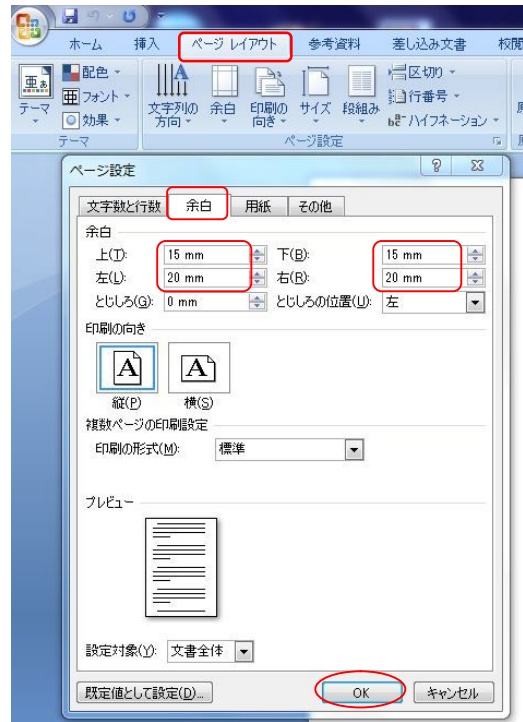 ホーム 挿入 ページ レイアウト 参考資料 差し込み文書 校閲
亜あ
テーマ
配色
フォント
効果
文字列の方向
余白
印刷の向き
サイズ
段組み
区切り
行番号
ハイフネーション
テーマ ページ設定
ページ設定
文字数と行数 余白 用紙 その他
余白
上(T): 15 mm 下(B): 15 mm
左(L): 20 mm 右(R): 20 mm
とじしろ(G): 0 mm とじしろの位置(U): 左
印刷の向き
A A
縦(P) 横(S)
複数ページの印刷設定
印刷の形式(M): 標準
プレビュー
設定対象(Y): 文書全体
既定値として設定(D)... OK キャンセル